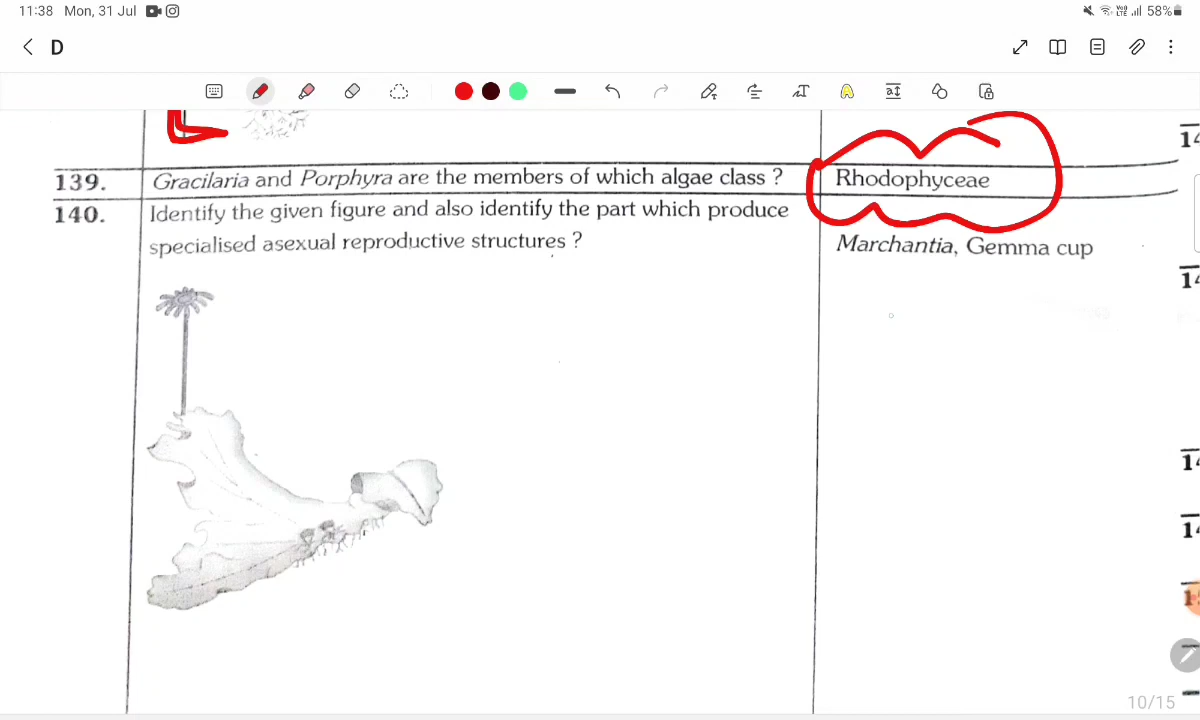 11:38 Mon, 31 Jul 58%
D
139. Gracilaria and Porphyra are the members of which algae class ? Rhodophyceae
140. Identify the given figure and also identify the part which produce
specialised asexual reproductive structures ? Marchantia, Gemma cup
10/15